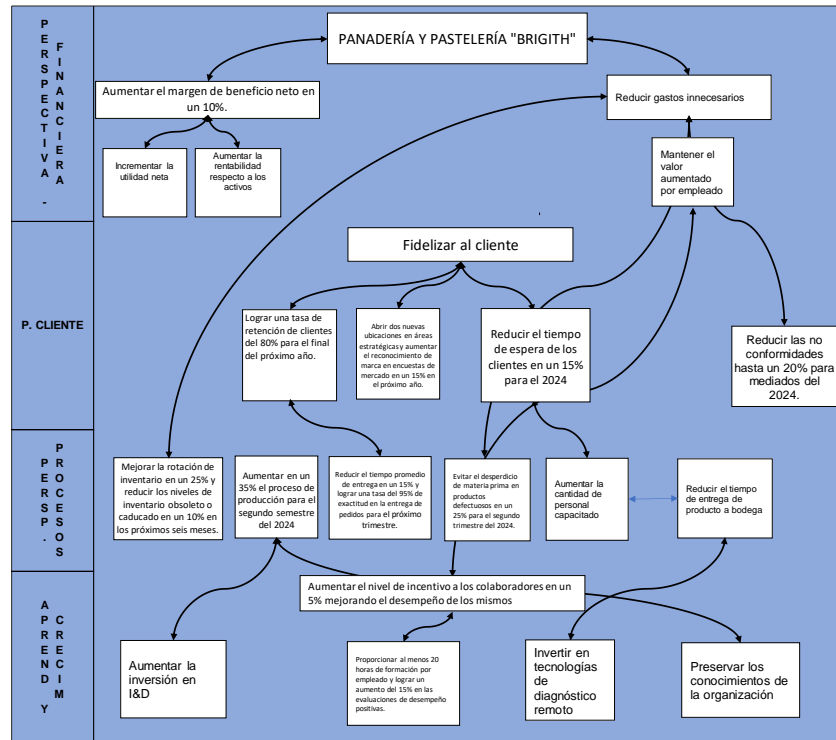 PERSPECTIVA -
FINANCIERA
PANADERÍA Y PASTELERÍA "BRIGITH"
Aumentar el margen de beneficio neto en
un 10%.
Reducir gastos innecesarios
Incrementar la
utilidad neta
Aumentar la
rentabilidad
respecto a los
activos
Mantener el
valor
aumentado
por empleado
P. CLIENTE
Fidelizar al cliente
Lograr una tasa de
retención de clientes
del 80% para el final
del próximo año.
Abrir dos nuevas
ubicaciones en áreas
estratégicas y aumentar
el reconocimiento de
marca en encuestas de
mercado en un 15% en
el próximo año.
Reducir el tiempo
de espera de los
clientes en un 15%
para el 2024
Reducir las no
conformidades
hasta un 20% para
mediados del
2024.
PERSP.
PROCESOS
Mejorar la rotación de
inventario en un 25% y
reducir los niveles de
inventario obsoleto o
caducado en un 10% en
los próximos seis meses.
Aumentar en un
35% el proceso de
producción para el
segundo semestre
del 2024
Reducir el tiempo promedio
de entrega en un 15% y
lograr una tasa del 95% de
exactitud en la entrega de
pedidos para el próximo
trimestre.
Evitar el desperdicio
de materia prima en
productos
defectuosos en un
25% para el segundo
trimestre del 2024.
Aumentar la
cantidad de
personal
capacitado
Reducir el tiempo
de entrega de
producto a bodega
APREND Y
CRECIM
Aumentar el nivel de incentivo a los colaboradores en un
5% mejorando el desempeño de los mismos
Aumentar la
inversión en
I&D
Proporcionar al menos 20
horas de formación por
empleado y lograr un
aumento del 15% en las
evaluaciones de desempeño
positivas.
Invertir en
tecnologías de
diagnóstico
remoto
Preservar los
conocimientos de
la organización